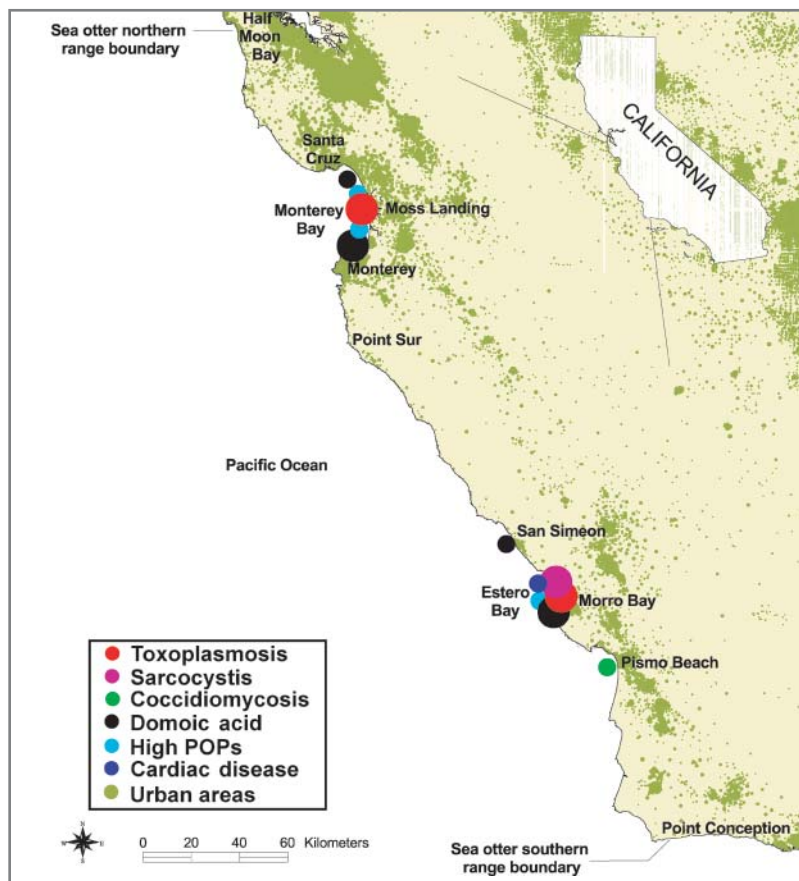 Half
Moon
Bay
Sea otter northern
range boundary
CALIFORNIA
Santa
Cruz
Monterey
Bay
Moss Landing
Monterey
Point Sur
Pacific Ocean
San Simeon
Estero
Bay
Morro Bay
Pismo Beach
Toxoplasmosis
Sarcocystis
Coccidiomycosis
Domoic acid
High POPs
Cardiac disease
Urban areas
0 20 40 60 Kilometers
Point Conception
Sea otter southern
range boundary